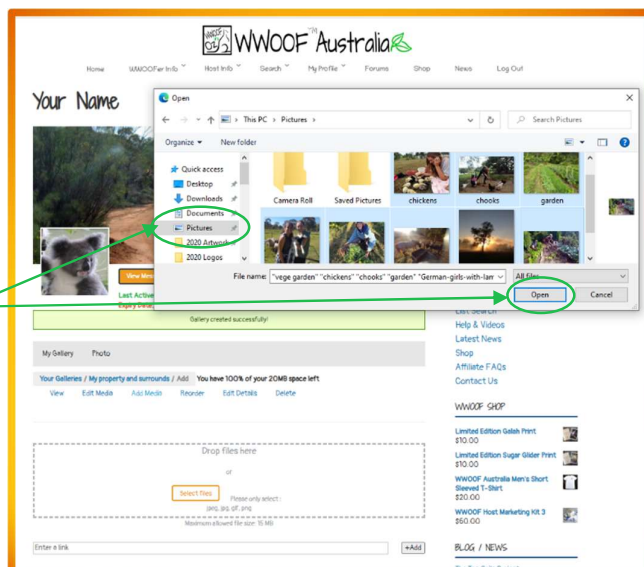 WWOOF™Australia
Home WWOOFer Info Host Info Search My Profile Forums Shop News Log Out
Your Name
Open
This PC > Pictures >
Search Pictures
Organize
New folder
Quick access
Desktop
Downloads
Documents
Pictures
2020 Artwork
2020 Logos
Camera Roll
Saved Pictures
chickens
chooks
garden
File name:
"vege garden" "chickens" "chooks" "garden" "German-girls-with-lam
All files
Open
Cancel
Last Active
Gallery created successfully!
My Gallery Photo
Your Galleries / My property and surrounds / Add You have 100% of your 20MB space left
View Edit Media Add Media Reorder Edit Details Delete
Drop files here
or
Select Files
Please only select :
jpeg, jpg, gif, png
Maximum allowed file size: 15 MB
Enter a link
+Add
Help & Videos
Latest News
Shop
Affiliate FAQs
Contact Us
WWOOF SHOP
Limited Edition Galah Print
$10.00
Limited Edition Sugar Glider Print
$10.00
WWOOF Australia Men's Short
Sleeved T-Shirt
$20.00
WWOOF Host Marketing Kit 3
$60.00
BLOG / NEWS